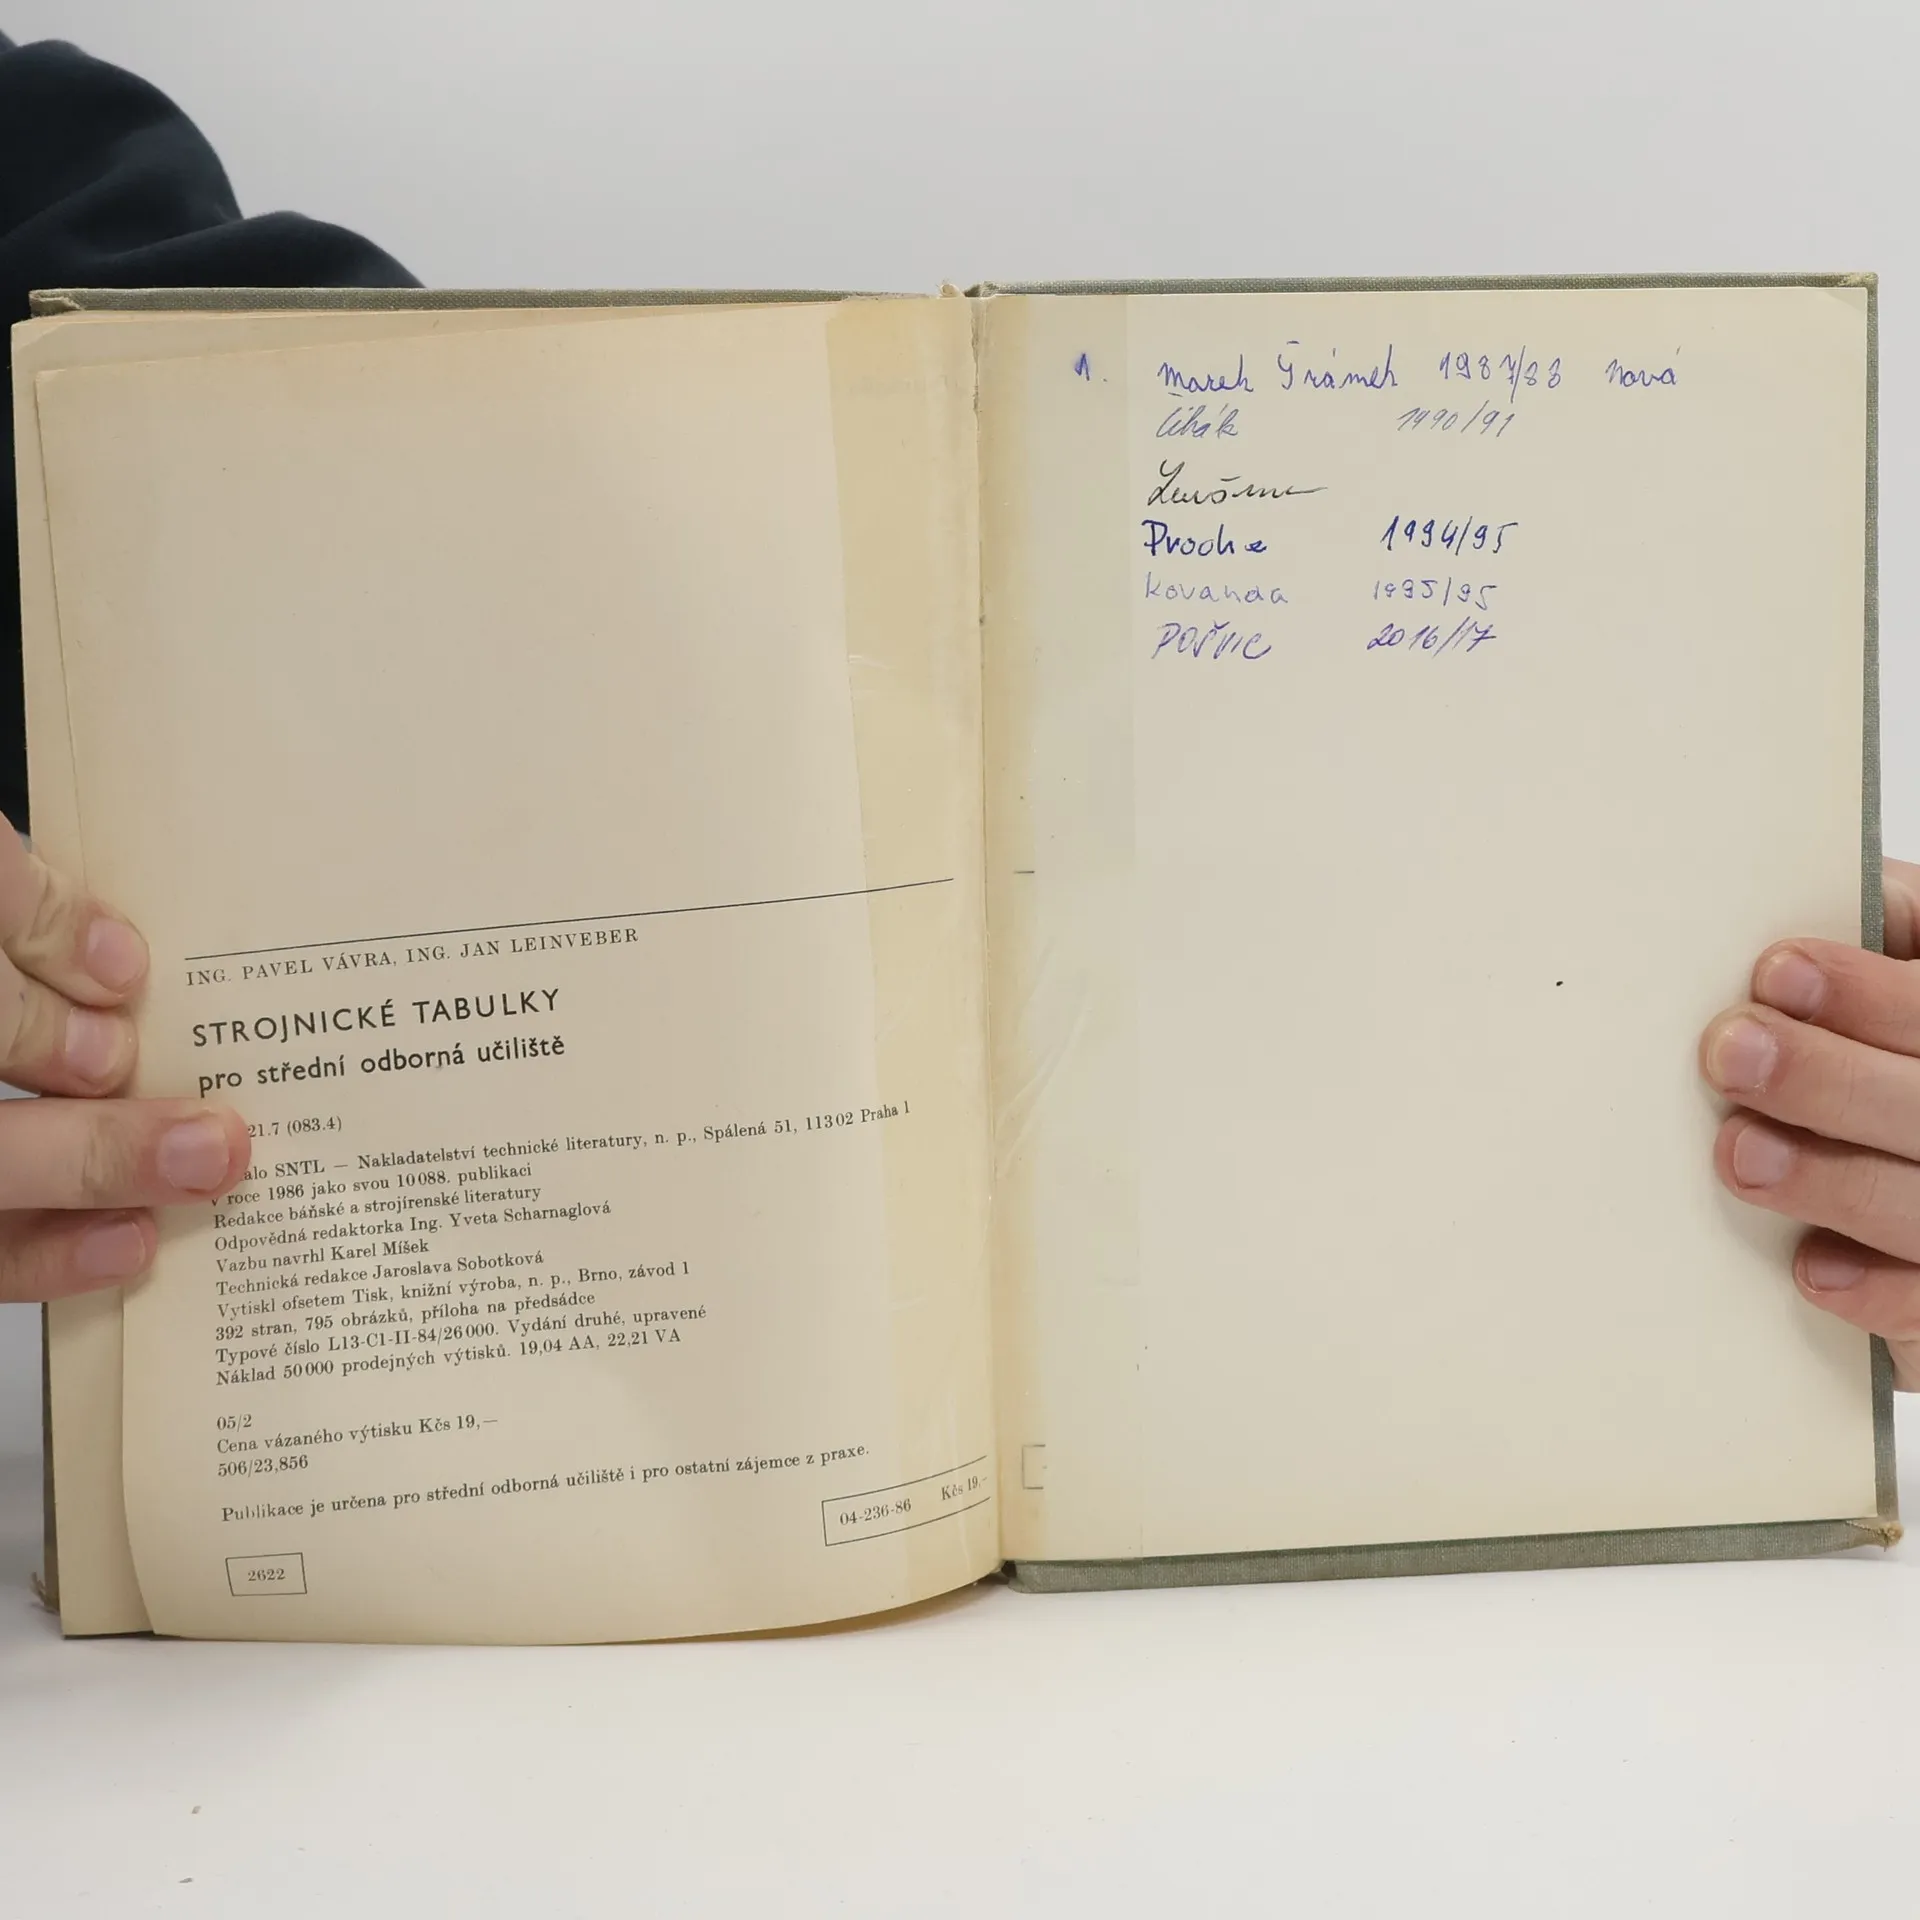 ING. PAVEL VÁVRA, ING. JAN LEINVEBER
STROJNICKÉ TABULKY
pro střední odborná učiliště
21.7 (083.4)
SNTL — Nakladatelství technické literatury, n. p., Spálená 51, 113 02 Praha 1
v roce 1986 jako svou 10 088. publikaci
Redakce báňské a strojírenské literatury
Odpovědná redaktorka Ing. Yveta Scharnaglová
Vazbu navrhl Karel Míšek
Technická redakce Jaroslava Sobotková
Vytiskl ofsetem Tisk, knižní výroba, n. p., Brno, závod 1
392 stran, 795 obrázků, příloha na předsádce
Typové číslo L13-C1-II-84/26 000. Vydání druhé, upravené
Náklad 50 000 prodejných výtisků. 19,04 AA, 22,21 VA
05/2
Cena vázaného výtisku Kčs 19,—
506/23,856
Publikace je určena pro střední odborná učiliště i pro ostatní zájemce z praxe.
04-236-86 Kčs 19,-
2622
1. Marek 1987/88 nová
Čihák 1990/91
1994/95
Kovanda 1995/95
POŠVIC 2016/17